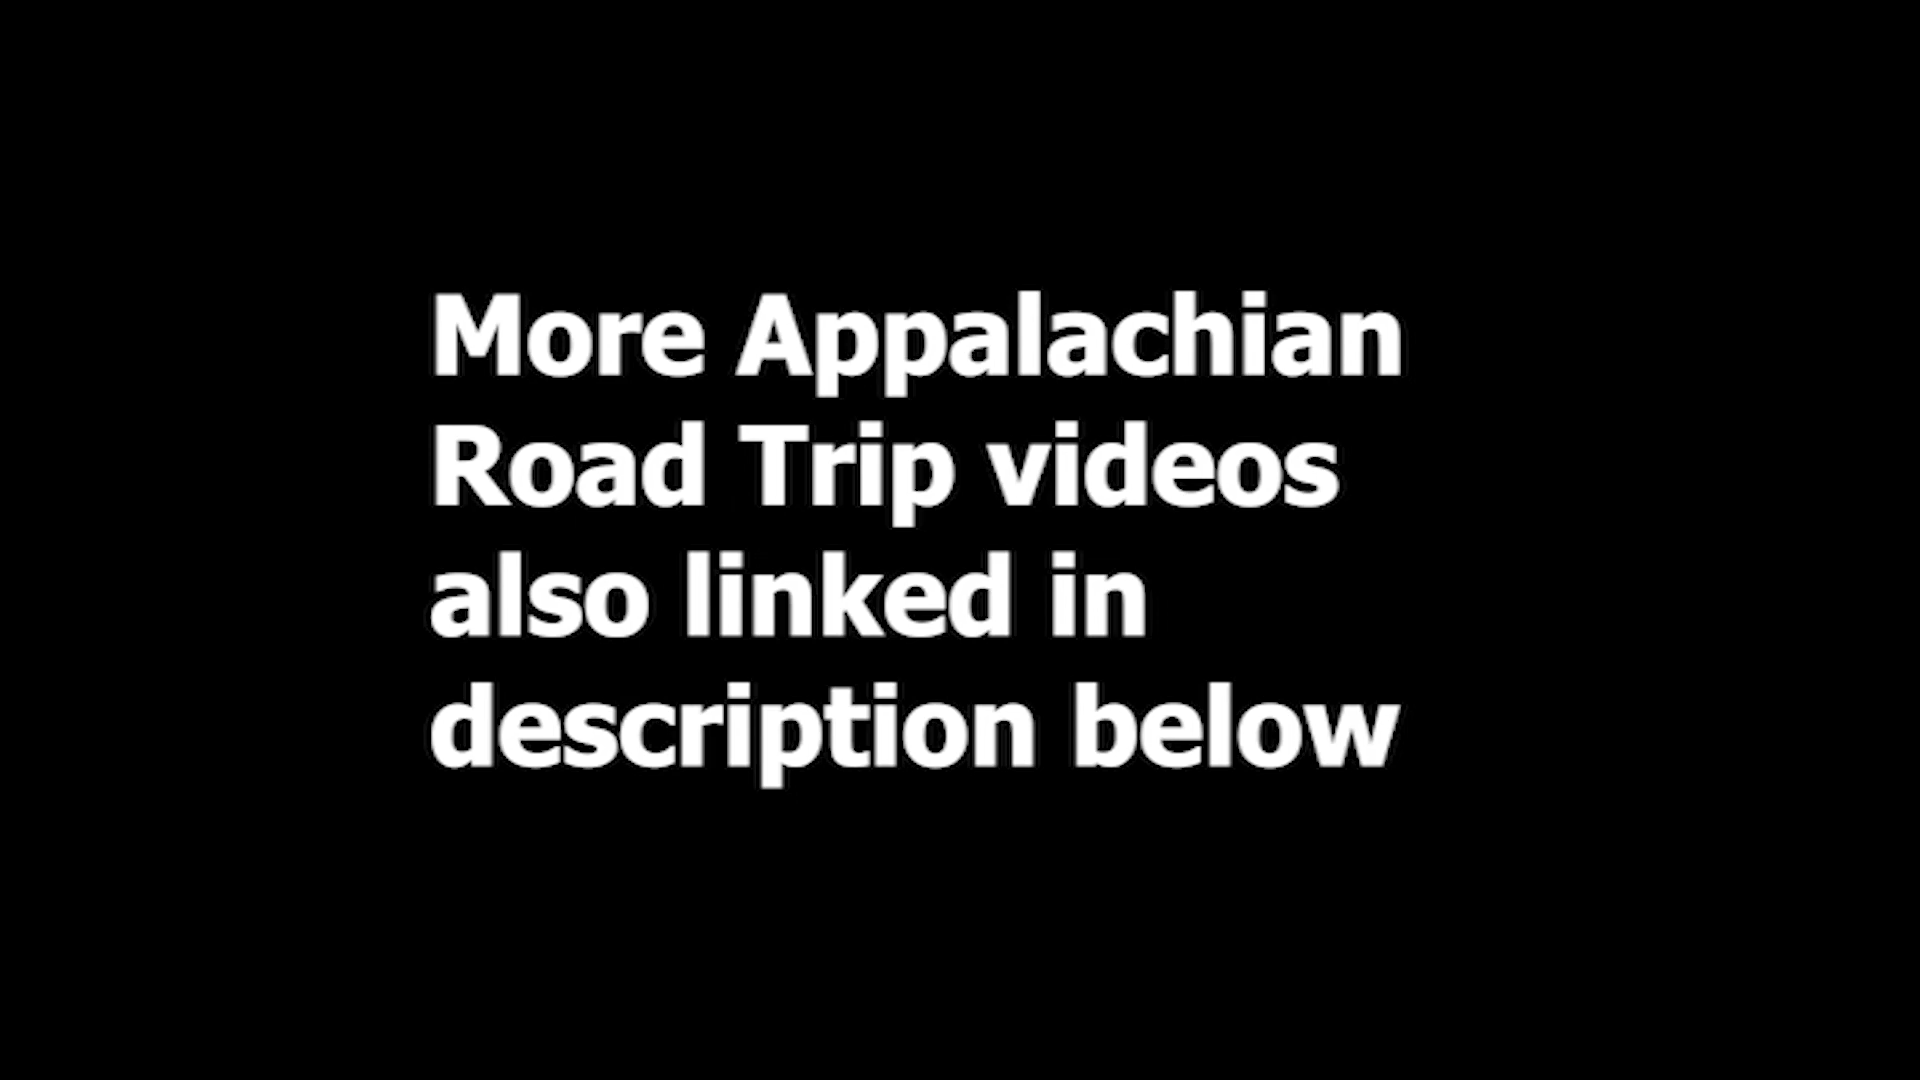 More Appalachian
Road Trip videos
also linked in
description below